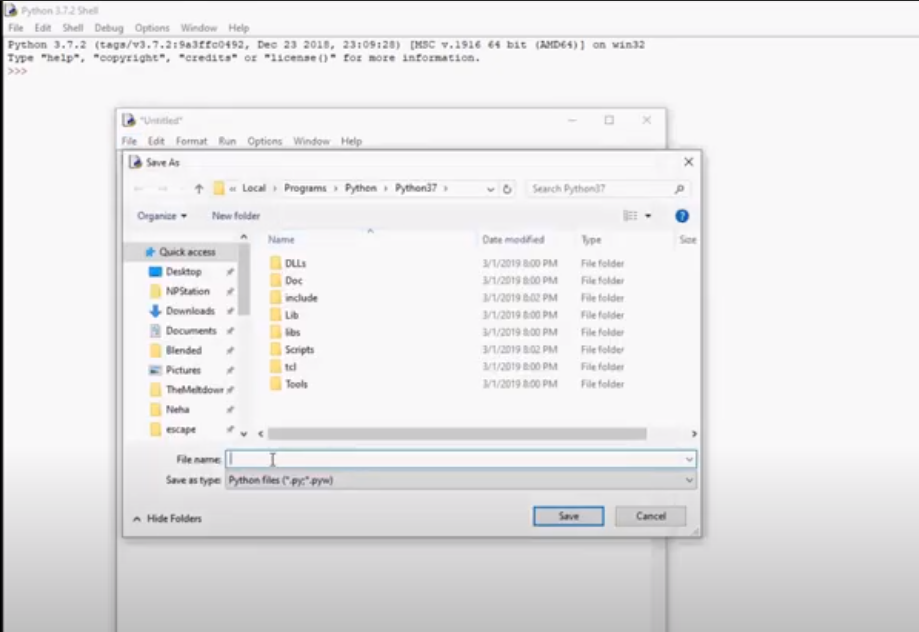 Python 3.7.2 Shell
File Edit Shell Debug Options Window Help
Python 3.7.2 (tags/v3.7.2:9a3ffc0492, Dec 23 2018, 23:09:28) [MSC v.1916 64 bit (AMD64)] on win32
Type "help", "copyright", "credits" or "license()" for more information.
>>>
*Untitled*
File Edit Format Run Options Window Help
Save As
« Local › Programs › Python › Python37 ›
Search Python37
Organize
New folder
Name Date modified Type Size
Quick access
Desktop
NPStation
Downloads
Documents
Blended
Pictures
TheMeltdowr
Neha
escape
DLLs 3/1/2019 8:00 PM File folder
Doc 3/1/2019 8:00 PM File folder
include 3/1/2019 8:02 PM File folder
Lib 3/1/2019 8:00 PM File folder
libs 3/1/2019 8:00 PM File folder
Scripts 3/1/2019 8:02 PM File folder
tcl 3/1/2019 8:00 PM File folder
Tools 3/1/2019 8:00 PM File folder
File name:
Save as type: Python files (*.py;*.pyw)
Hide Folders
Save
Cancel